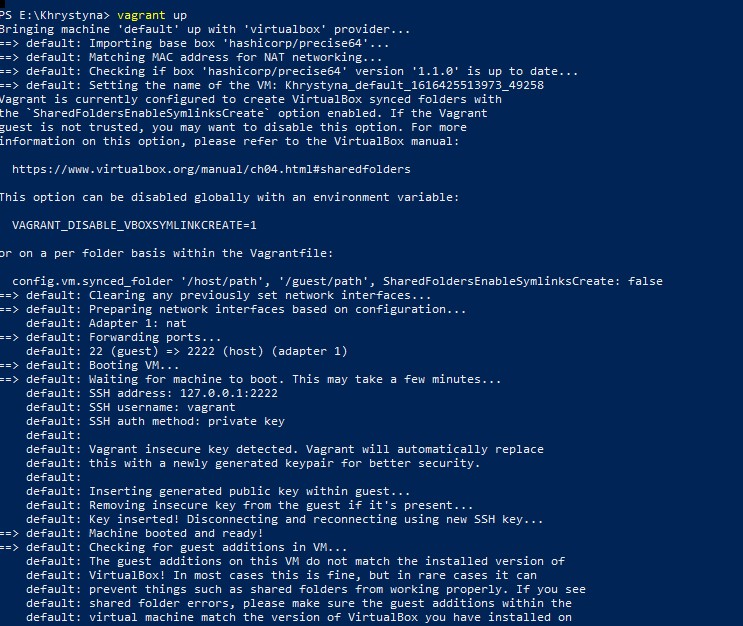 PS E:\Khrystyna> vagrant up
Bringing machine 'default' up with 'virtualbox' provider...
==> default: Importing base box 'hashicorp/precise64'...
==> default: Matching MAC address for NAT networking...
==> default: Checking if box 'hashicorp/precise64' version '1.1.0' is up to date...
==> default: Setting the name of the VM: Khrystyna_default_1616425513973_49258
Vagrant is currently configured to create VirtualBox synced folders with
the `SharedFoldersEnableSymlinksCreate` option enabled. If the Vagrant
guest is not trusted, you may want to disable this option. For more
information on this option, please refer to the VirtualBox manual:
https://www.virtualbox.org/manual/ch04.html#sharedfolders
This option can be disabled globally with an environment variable:
VAGRANT_DISABLE_VBOXSYMLINKCREATE=1
or on a per folder basis within the Vagrantfile:
config.vm.synced_folder '/host/path', '/guest/path', SharedFoldersEnableSymlinksCreate: false
==> default: Clearing any previously set network interfaces...
==> default: Preparing network interfaces based on configuration...
default: Adapter 1: nat
==> default: Forwarding ports...
default: 22 (guest) => 2222 (host) (adapter 1)
==> default: Booting VM...
==> default: Waiting for machine to boot. This may take a few minutes...
default: SSH address: 127.0.0.1:2222
default: SSH username: vagrant
default: SSH auth method: private key
default:
default: Vagrant insecure key detected. Vagrant will automatically replace
default: this with a newly generated keypair for better security.
default:
default: Inserting generated public key within guest...
default: Removing insecure key from the guest if it's present...
default: Key inserted! Disconnecting and reconnecting using new SSH key...
==> default: Machine booted and ready!
==> default: Checking for guest additions in VM...
default: The guest additions on this VM do not match the installed version of
default: VirtualBox! In most cases this is fine, but in rare cases it can
default: prevent things such as shared folders from working properly. If you see
default: shared folder errors, please make sure the guest additions within the
default: virtual machine match the version of VirtualBox you have installed on